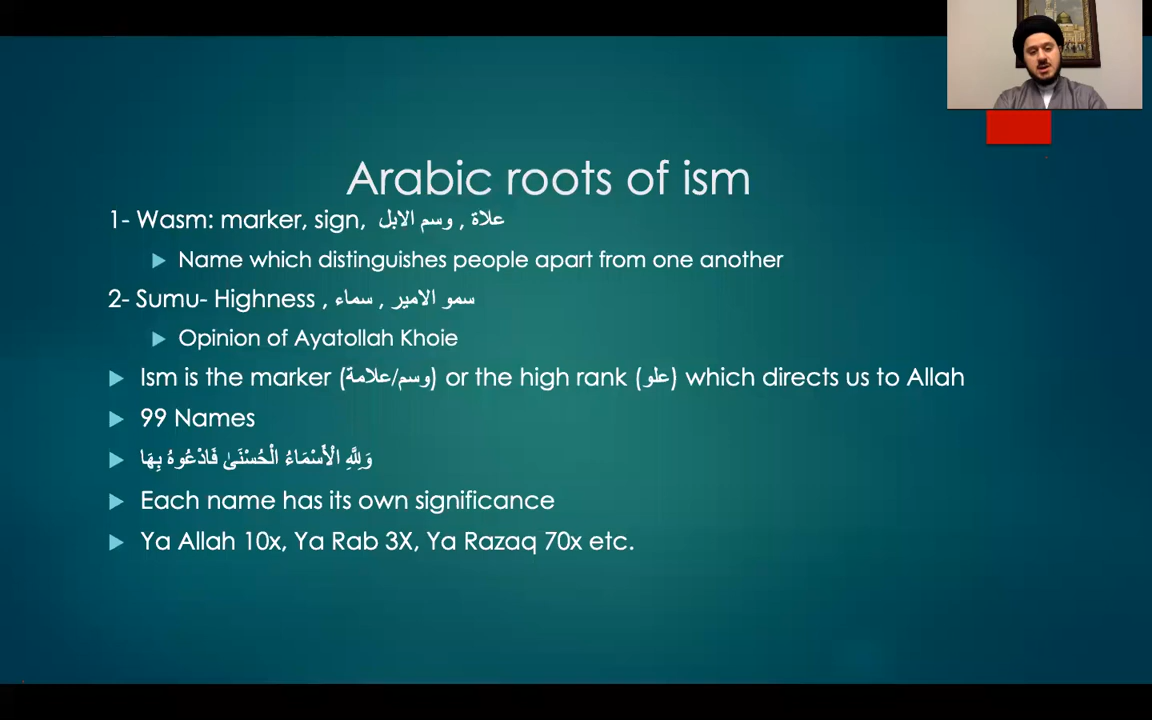 Arabic roots of ism
1- Wasm: marker, sign, علاة , وسم الابل
Name which distinguishes people apart from one another
2- Sumu- Highness , سمو الامير , سماء
Opinion of Ayatollah Khoie
Ism is the marker (وسم/علامة) or the high rank (علو) which directs us to Allah
99 Names
وَلِلَّهِ الْأَسْمَاءُ الْحُسْنَىٰ فَادْعُوهُ بِهَا
Each name has its own significance
Ya Allah 10x, Ya Rab 3X, Ya Razaq 70x etc.